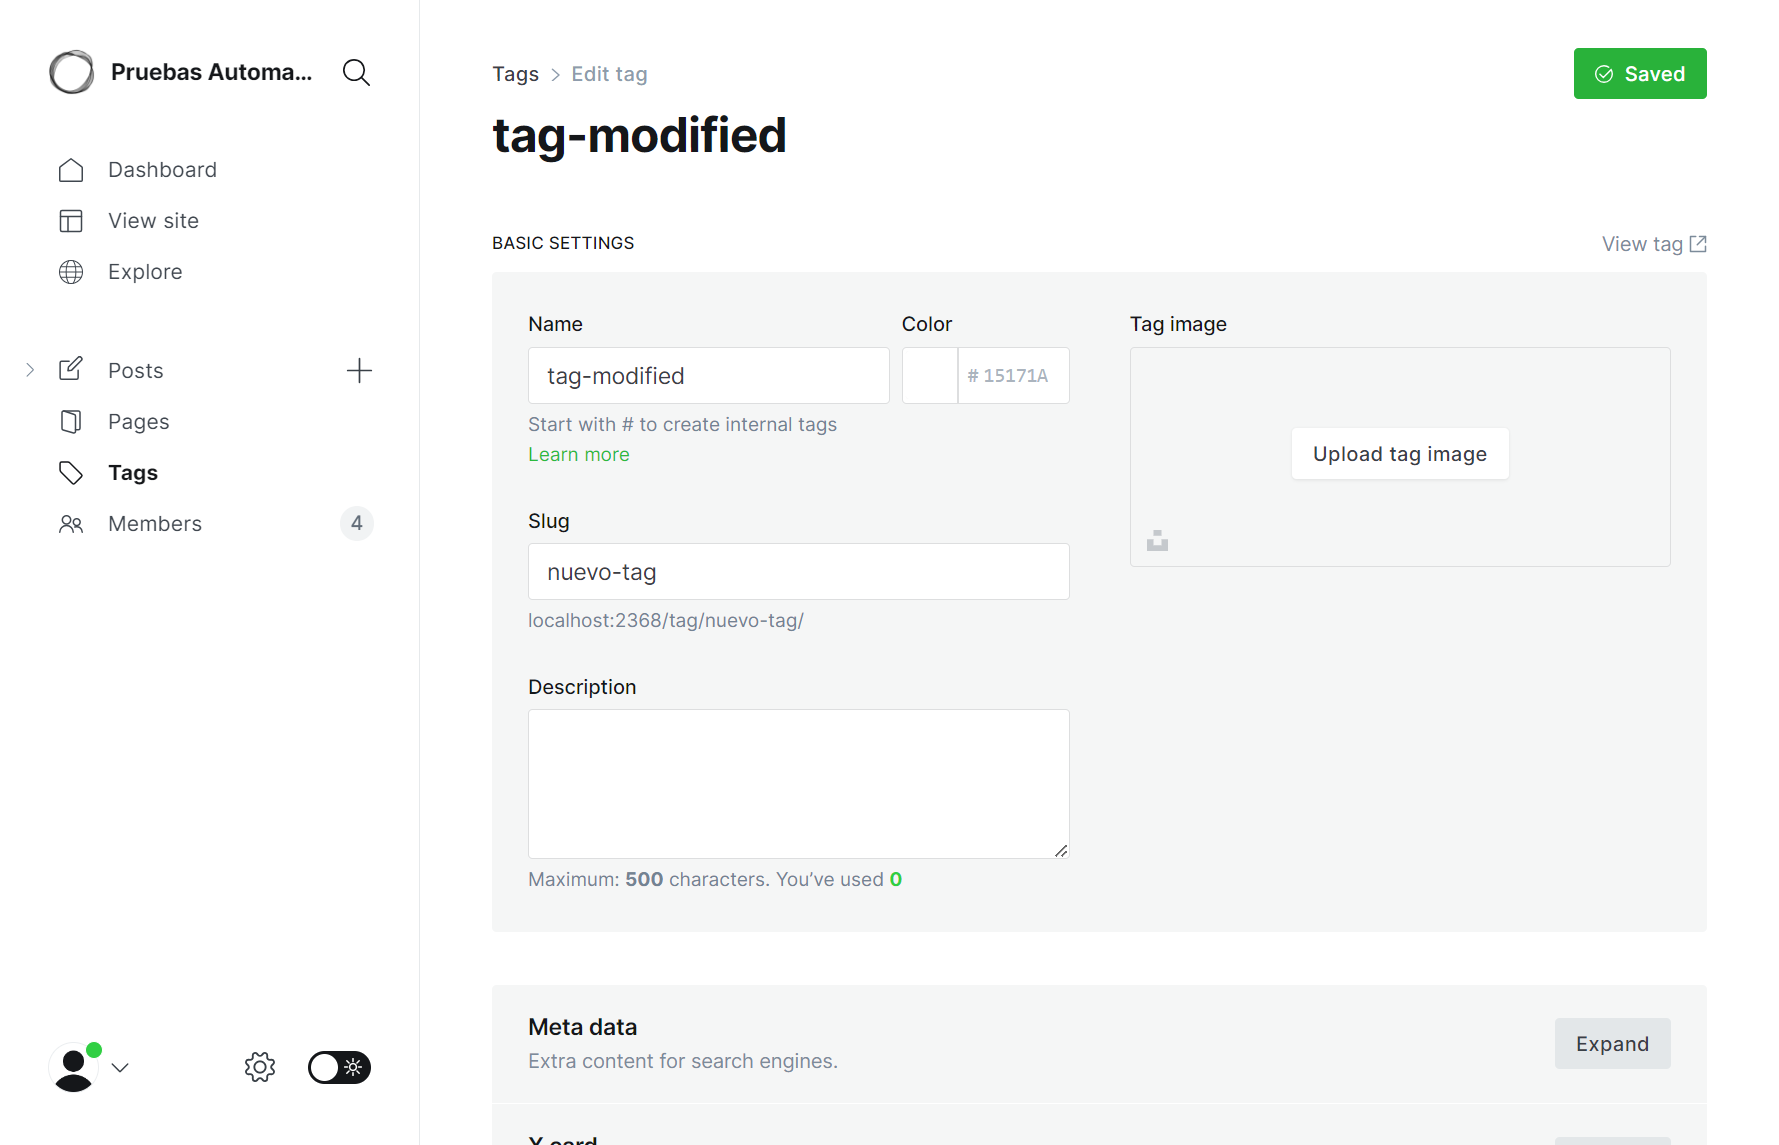 Pruebas Automa...
Dashboard
View site
Explore
Posts
Pages
Tags
Members
4
Tags > Edit tag
Saved
tag-modified
BASIC SETTINGS
View tag
Name
Color
Tag image
tag-modified
# 15171A
Start with # to create internal tags
Learn more
Upload tag image
Slug
nuevo-tag
localhost:2368/tag/nuevo-tag/
Description
Maximum: 500 characters. You’ve used 0
Meta data
Extra content for search engines.
Expand
X card